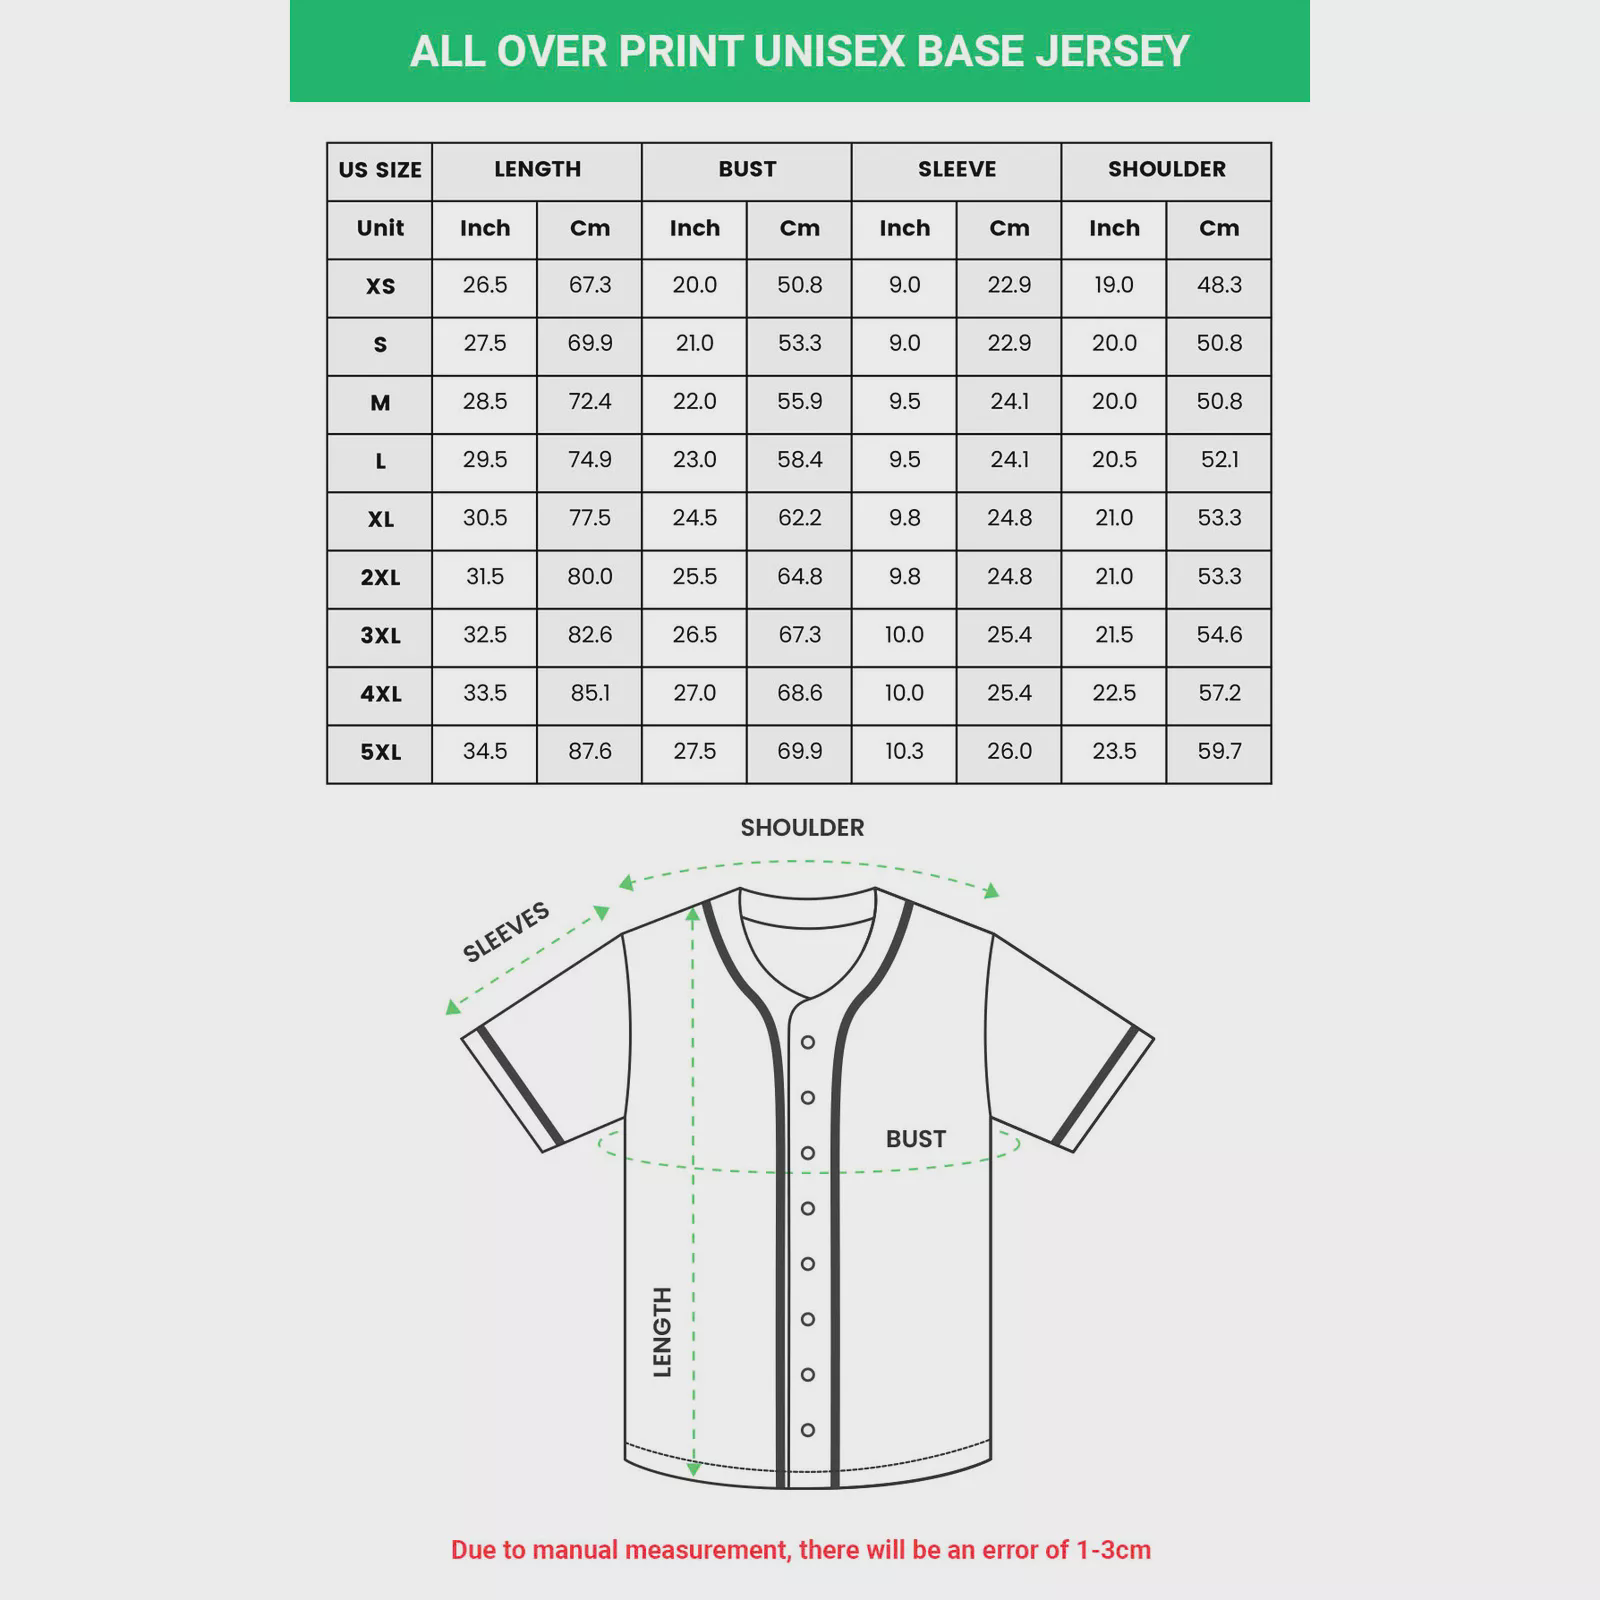 ALL OVER PRINT UNISEX BASE JERSEY
US SIZE LENGTH BUST SLEEVE SHOULDER
Unit Inch Cm Inch Cm Inch Cm Inch Cm
XS 26.5 67.3 20.0 50.8 9.0 22.9 19.0 48.3
S 27.5 69.9 21.0 53.3 9.0 22.9 20.0 50.8
M 28.5 72.4 22.0 55.9 9.5 24.1 20.0 50.8
L 29.5 74.9 23.0 58.4 9.5 24.1 20.5 52.1
XL 30.5 77.5 24.5 62.2 9.8 24.8 21.0 53.3
2XL 31.5 80.0 25.5 64.8 9.8 24.8 21.0 53.3
3XL 32.5 82.6 26.5 67.3 10.0 25.4 21.5 54.6
4XL 33.5 85.1 27.0 68.6 10.0 25.4 22.5 57.2
5XL 34.5 87.6 27.5 69.9 10.3 26.0 23.5 59.7
SHOULDER
SLEEVES
BUST
LENGTH
Due to manual measurement, there will be an error of 1-3cm